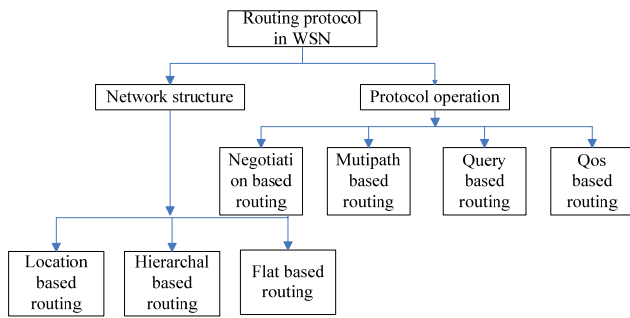 Routing protocol
in WSN
Network structure
Protocol operation
Negotiati
on based
routing
Mutipath
based
routing
Query
based
routing
Qos
based
routing
Location
based
routing
Hierarchal
based
routing
Flat based
routing